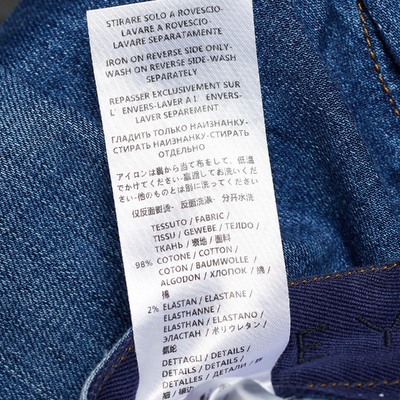 STIRARE SOLO A ROVESCIO-
LAVARE A ROVESCIO-
LAVARE SEPARATAMENTE
IRON ON REVERSE SIDE ONLY-
WASH ON REVERSE SIDE-WASH
SEPARATELY
REPASSER EXCLUSIVEMENT SUR
L' ENVERS-LAVER A L' ENVERS-
LAVER SEPAREMENT
ГЛАДИТЬ ТОЛЬКО НАИЗНАНКУ-
СТИРАТЬ НАИЗНАНКУ-СТИРАТЬ
ОТДЕЛЬНО
アイロンは裏から当て布をして、低温
でかけてください-裏返してお洗いくだ
さい-他のものとは別に洗ってください
仅反面熨烫- 反面洗涤- 分开水洗
TESSUTO / FABRIC /
TISSU / GEWEBE / TEJIDO /
ТКАНЬ / 表地 / 面料
98% COTONE / COTTON /
COTON / BAUMWOLLE /
ALGODON / ХЛОПОК / 綿 /
棉
2% ELASTAN / ELASTANE /
ELASTHANNE /
ELASTHAN / ELASTANO /
ЭЛАСТАН / ポリウレタン /
氨纶
DETTAGLI / DETAILS /
DÉTAILS / DETAILS /
DETALLES / ДЕТАЛИ /
E Y